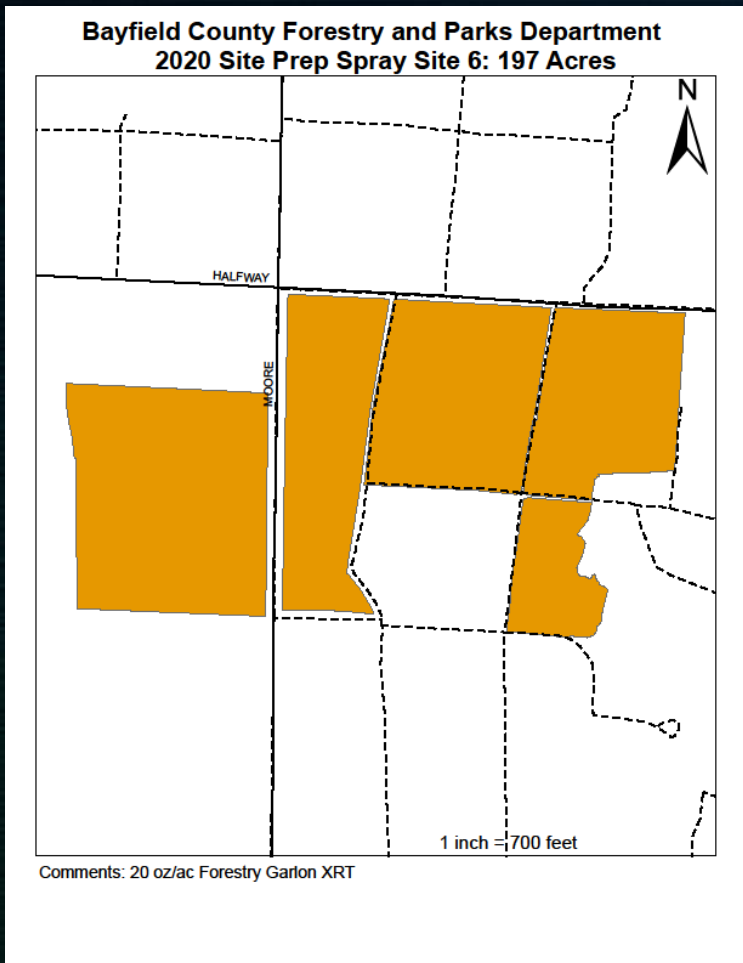 Bayfield County Forestry and Parks Department
2020 Site Prep Spray Site 6: 197 Acres
N
HALFWAY
MOORE
1 inch = 700 feet
Comments: 20 oz/ac Forestry Garlon XRT